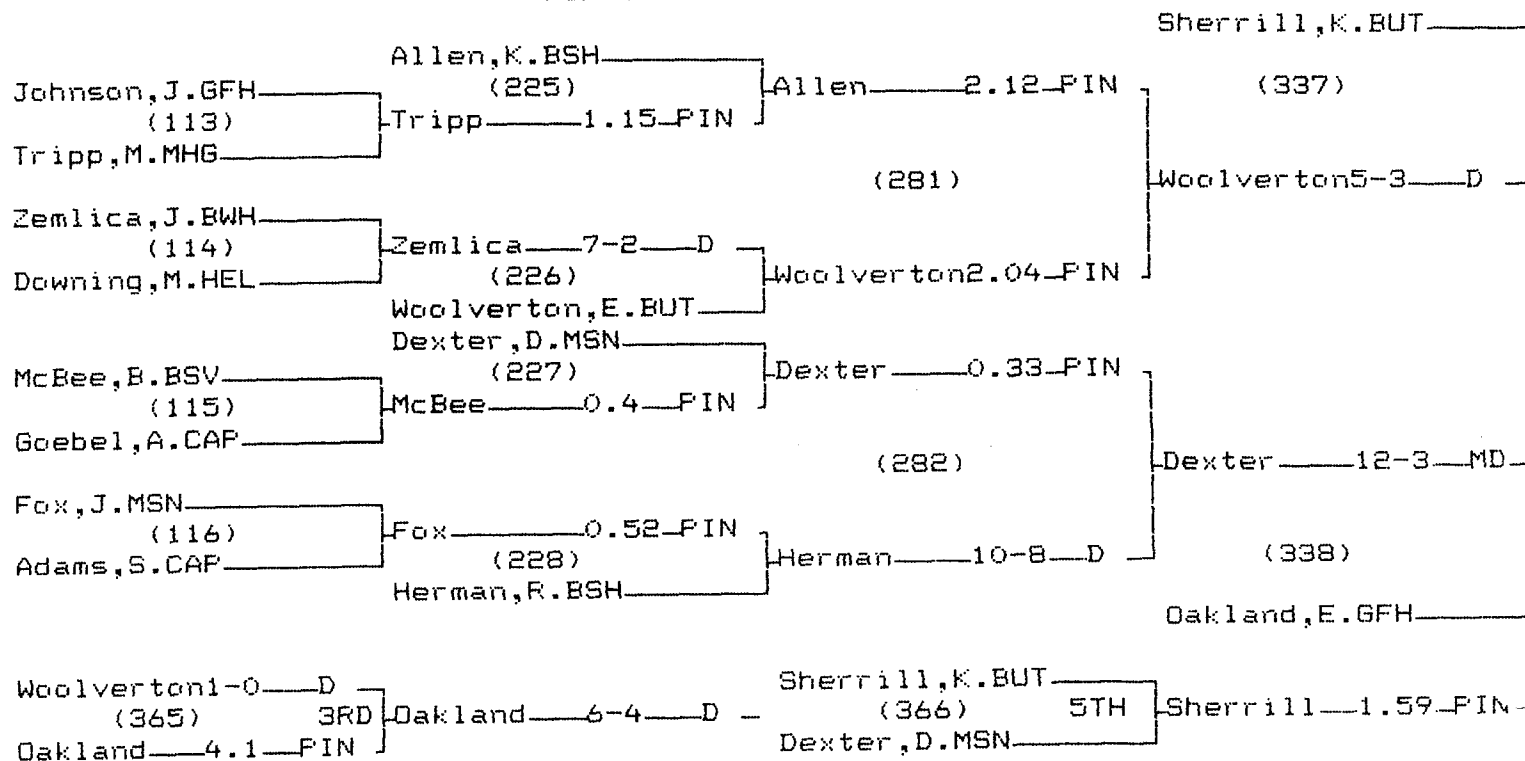 Sherrill,K.BUT
Allen,K.BSH
Johnson,J.GFH (225) Allen 2.12 PIN (337)
(113) Tripp 1.15 PIN
Tripp,M.MHG
(281) Woolverton5-3 D
Zemlica,J.BWH
(114) Zemlica 7-2 D
Downing,M.HEL (226) Woolverton2.04 PIN
Woolverton,E.BUT
Dexter,D.MSN
McBee,B.BSV (227) Dexter 0.33 PIN
(115) McBee 0.4 PIN
Goebel,A.CAP
(282) Dexter 12-3 MD
Fox,J.MSN
(116) Fox 0.52 PIN
Adams,S.CAP (228) Herman 10-8 D (338)
Herman,R.BSH
Oakland,E.GFH
Woolverton1-0 D Sherrill,K.BUT
(365) 3RD Oakland 6-4 D (366) 5TH Sherrill 1.59 PIN
Oakland 4.1 PIN Dexter,D.MSN